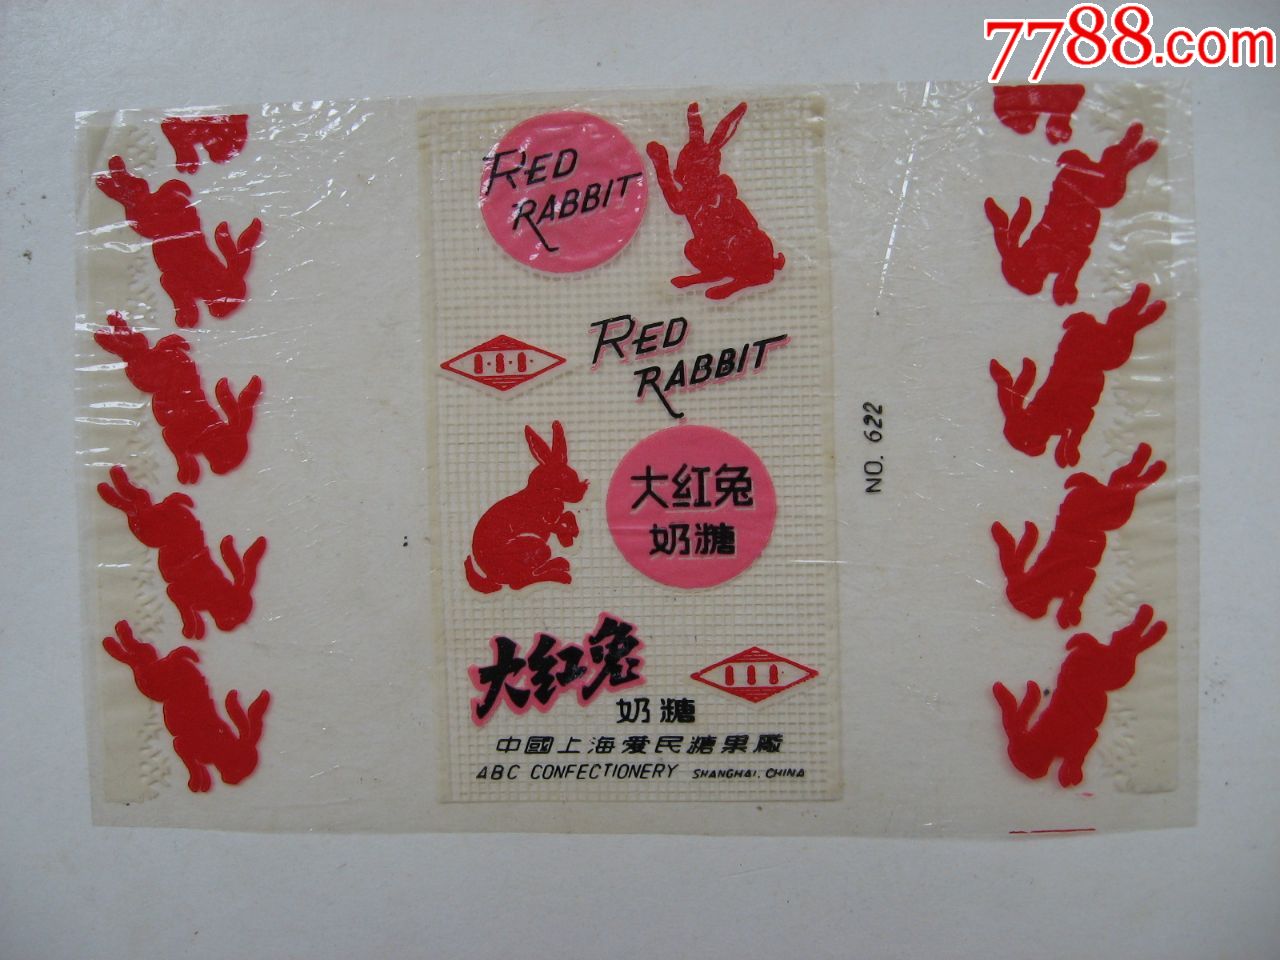 7788.com
RED
RABBIT
RED
RABBIT
NO. 622
大红兔
奶糖
大红兔
奶糖
中國上海愛民糖果廠
ABC CONFECTIONERY SHANGHAI, CHINA